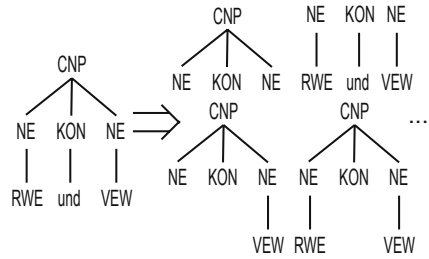 CNP NE KON NE
CNP NE KON NE RWE und VEW
CNP CNP ...
NE KON NE NE KON NE NE KON NE
RWE und VEW
VEW RWE VEW